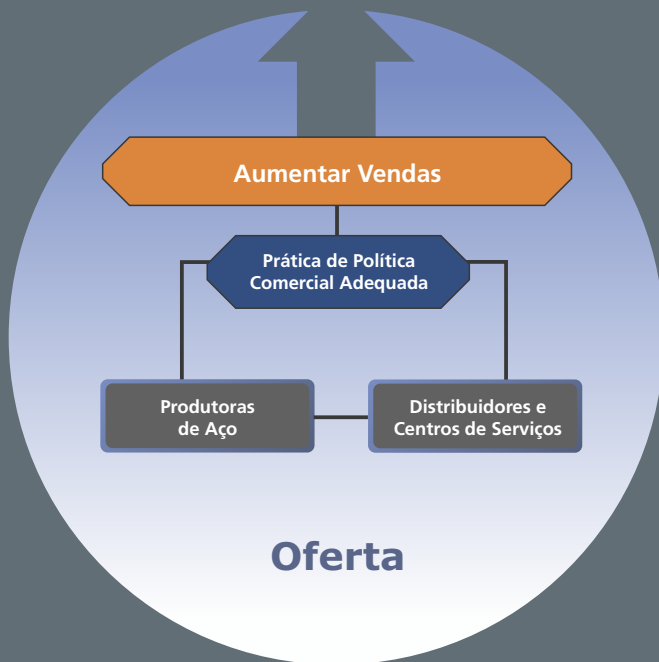 Aumentar Vendas
Prática de Política
Comercial Adequada
Produtoras
de Aço
Distribuidores e
Centros de Serviços
Oferta